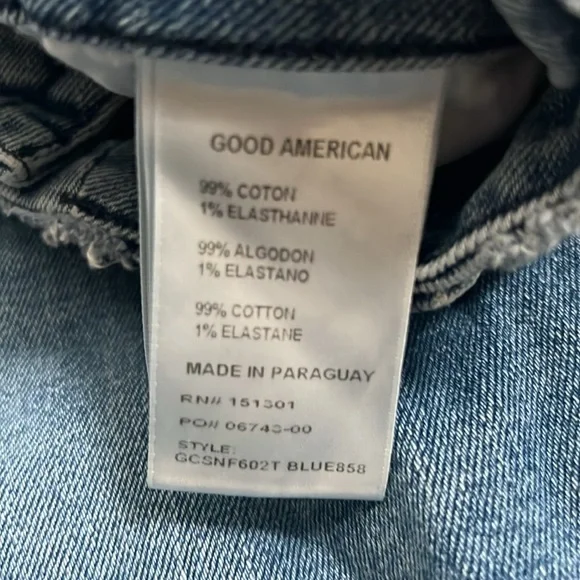 GOOD AMERICAN
99% COTON
1% ELASTHANNE
99% ALGODON
1% ELASTANO
99% COTTON
1% ELASTANE
MADE IN PARAGUAY
RN# 151301
PO# 06743-00
STYLE:
GCSNF602T BLUE858